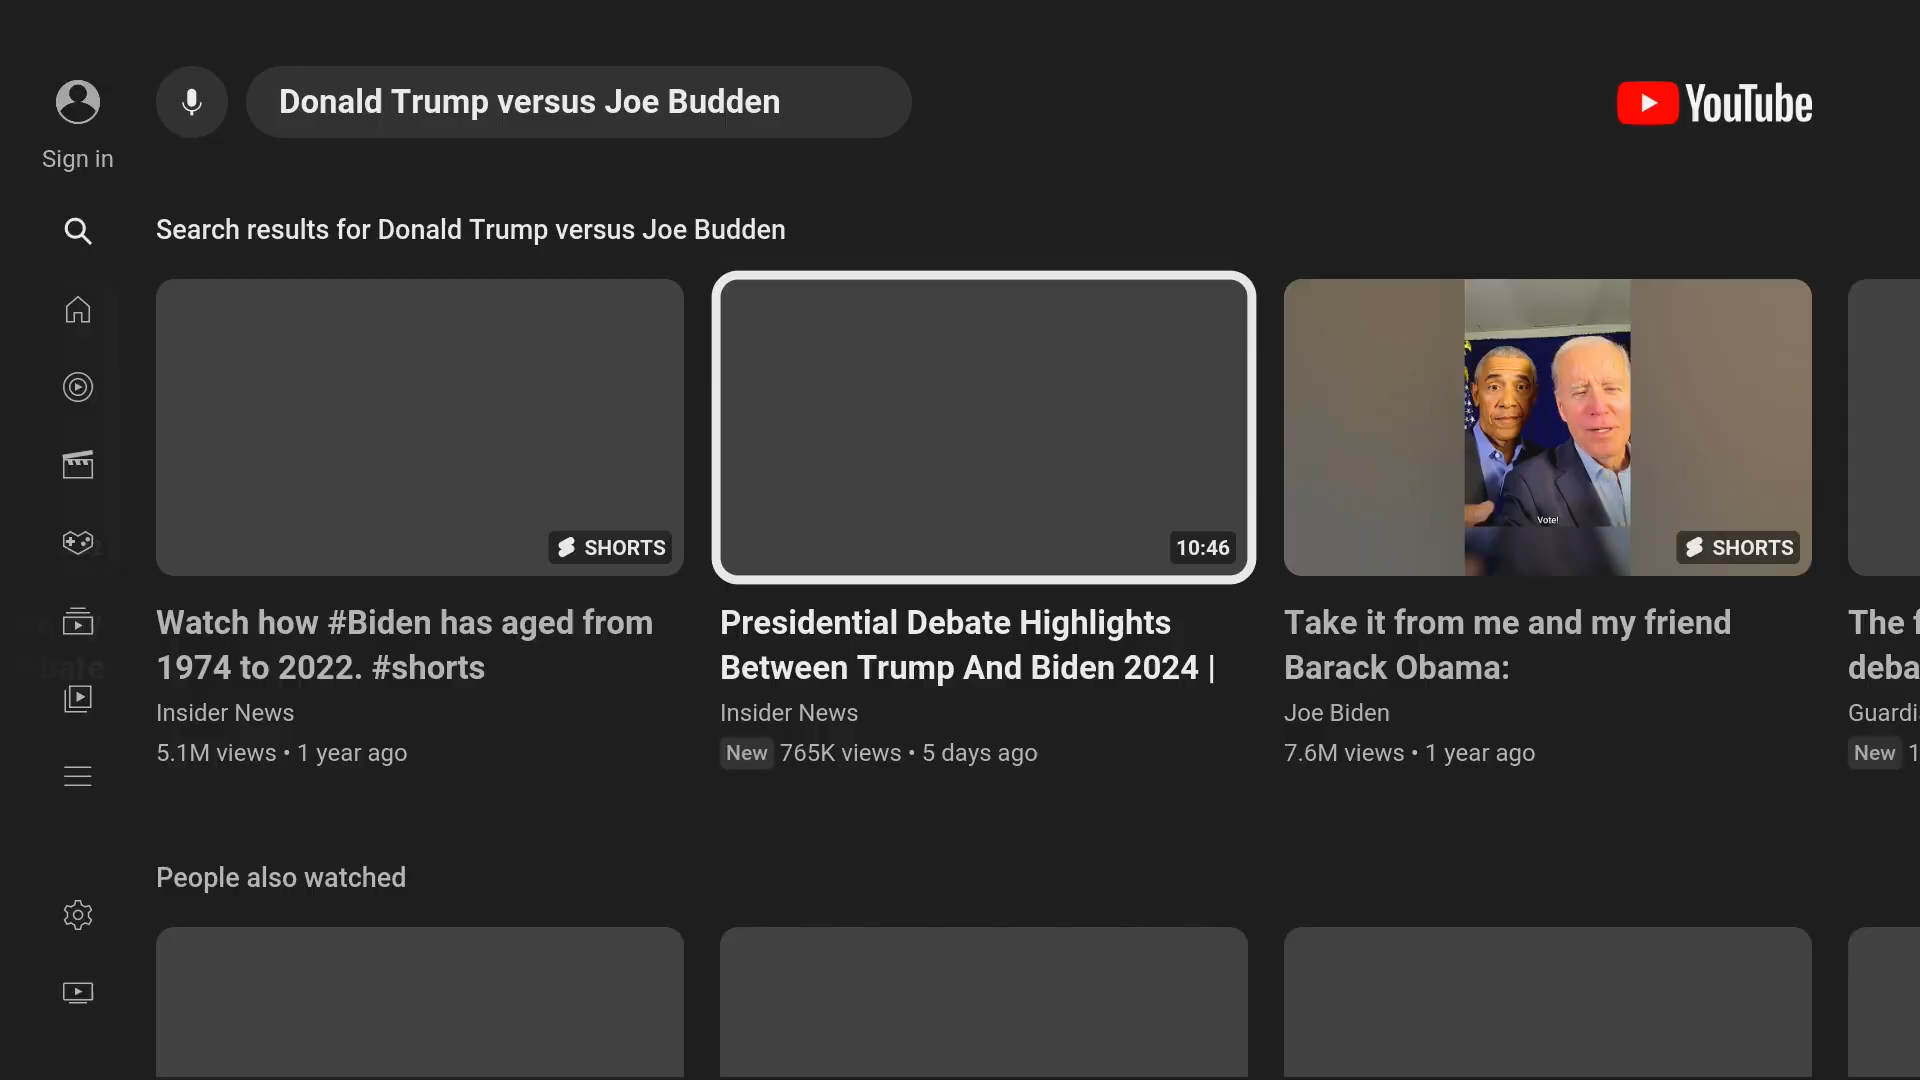 Donald Trump versus Joe Budden
YouTube
Sign in
Search results for Donald Trump versus Joe Budden
SHORTS
10:46
Vote!
SHORTS
Watch how #Biden has aged from
1974 to 2022. #shorts
Insider News
5.1M views • 1 year ago
Presidential Debate Highlights
Between Trump And Biden 2024 |
Insider News
New 765K views • 5 days ago
Take it from me and my friend
Barack Obama:
Joe Biden
7.6M views • 1 year ago
The
New
People also watched